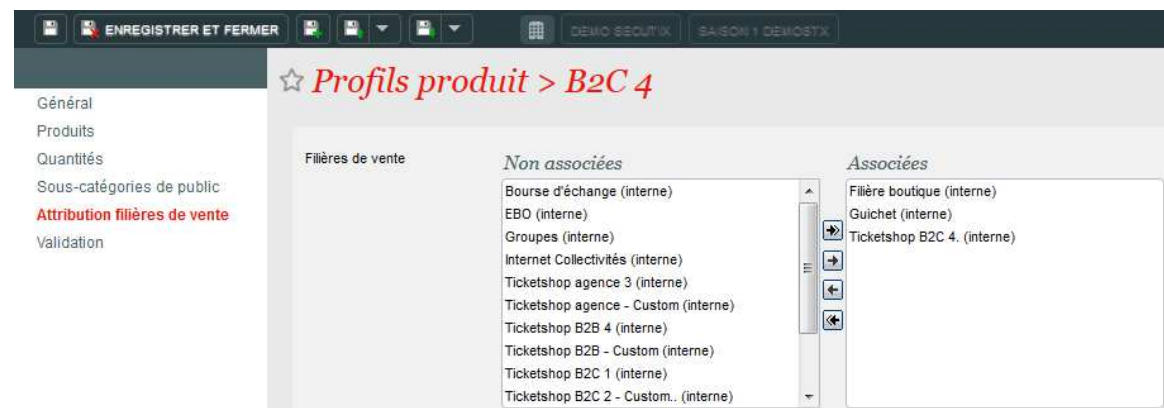 ENREGISTRER ET FERMER
DEMO SECUTIX
SAISON 1 DEMOSTX
Profils produit > B2C 4
Général
Produits
Quantités
Sous-catégories de public
Attribution filières de vente
Validation
Filières de vente
Non associées
Bourse d'échange (interne)
EBO (interne)
Groupes (interne)
Internet Collectivités (interne)
Ticketshop agence 3 (interne)
Ticketshop agence - Custom (interne)
Ticketshop B2B 4 (interne)
Ticketshop B2B - Custom (interne)
Ticketshop B2C 1 (interne)
Ticketshop B2C 2 - Custom.. (interne)
Associées
Filière boutique (interne)
Guichet (interne)
Ticketshop B2C 4. (interne)